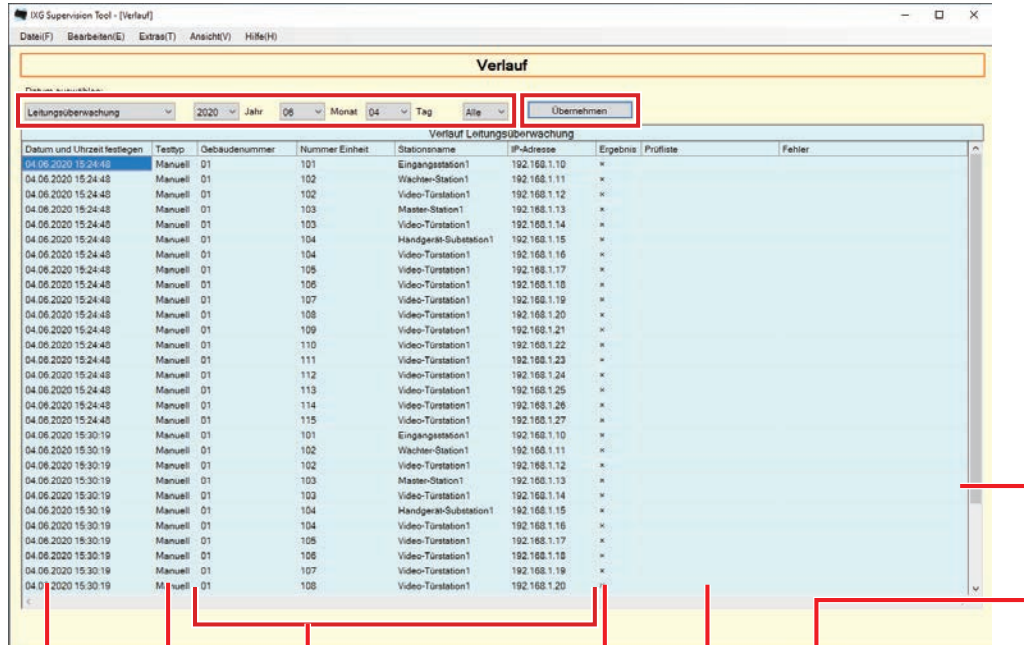 IXG Supervision Tool - [Verlauf]
Datei(F) Bearbeiten(E) Extras(T) Ansicht(V) Hilfe(H)
Verlauf
Datum auswählen:
Leitungsüberwachung 2020 Jahr 06 Monat 04 Tag Alle Übernehmen
Verlauf Leitungsüberwachung
Datum und Uhrzeit festlegen Testtyp Gebäudenummer Nummer Einheit Stationsname IP-Adresse Ergebnis Prüfliste Fehler
04.06.2020 15:24:48 Manuell 01 101 Eingangsstation1 192.168.1.10 ×
04.06.2020 15:24:48 Manuell 01 102 Wächter-Station1 192.168.1.11 ×
04.06.2020 15:24:48 Manuell 01 102 Video-Türstation1 192.168.1.12 ×
04.06.2020 15:24:48 Manuell 01 103 Master-Station1 192.168.1.13 ×
04.06.2020 15:24:48 Manuell 01 103 Video-Türstation1 192.168.1.14 ×
04.06.2020 15:24:48 Manuell 01 104 Handgerät-Substation1 192.168.1.15 ×
04.06.2020 15:24:48 Manuell 01 104 Video-Türstation1 192.168.1.16 ×
04.06.2020 15:24:48 Manuell 01 105 Video-Türstation1 192.168.1.17 ×
04.06.2020 15:24:48 Manuell 01 106 Video-Türstation1 192.168.1.18 ×
04.06.2020 15:24:48 Manuell 01 107 Video-Türstation1 192.168.1.19 ×
04.06.2020 15:24:48 Manuell 01 108 Video-Türstation1 192.168.1.20 ×
04.06.2020 15:24:48 Manuell 01 109 Video-Türstation1 192.168.1.21 ×
04.06.2020 15:24:48 Manuell 01 110 Video-Türstation1 192.168.1.22 ×
04.06.2020 15:24:48 Manuell 01 111 Video-Türstation1 192.168.1.23 ×
04.06.2020 15:24:48 Manuell 01 112 Video-Türstation1 192.168.1.24 ×
04.06.2020 15:24:48 Manuell 01 113 Video-Türstation1 192.168.1.25 ×
04.06.2020 15:24:48 Manuell 01 114 Video-Türstation1 192.168.1.26 ×
04.06.2020 15:24:48 Manuell 01 115 Video-Türstation1 192.168.1.27 ×
04.06.2020 15:30:19 Manuell 01 101 Eingangsstation1 192.168.1.10 ×
04.06.2020 15:30:19 Manuell 01 102 Wächter-Station1 192.168.1.11 ×
04.06.2020 15:30:19 Manuell 01 102 Video-Türstation1 192.168.1.12 ×
04.06.2020 15:30:19 Manuell 01 103 Master-Station1 192.168.1.13 ×
04.06.2020 15:30:19 Manuell 01 103 Video-Türstation1 192.168.1.14 ×
04.06.2020 15:30:19 Manuell 01 104 Handgerät-Substation1 192.168.1.15 ×
04.06.2020 15:30:19 Manuell 01 104 Video-Türstation1 192.168.1.16 ×
04.06.2020 15:30:19 Manuell 01 105 Video-Türstation1 192.168.1.17 ×
04.06.2020 15:30:19 Manuell 01 106 Video-Türstation1 192.168.1.18 ×
04.06.2020 15:30:19 Manuell 01 107 Video-Türstation1 192.168.1.19 ×
04.06.2020 15:30:19 Manuell 01 108 Video-Türstation1 192.168.1.20 ×